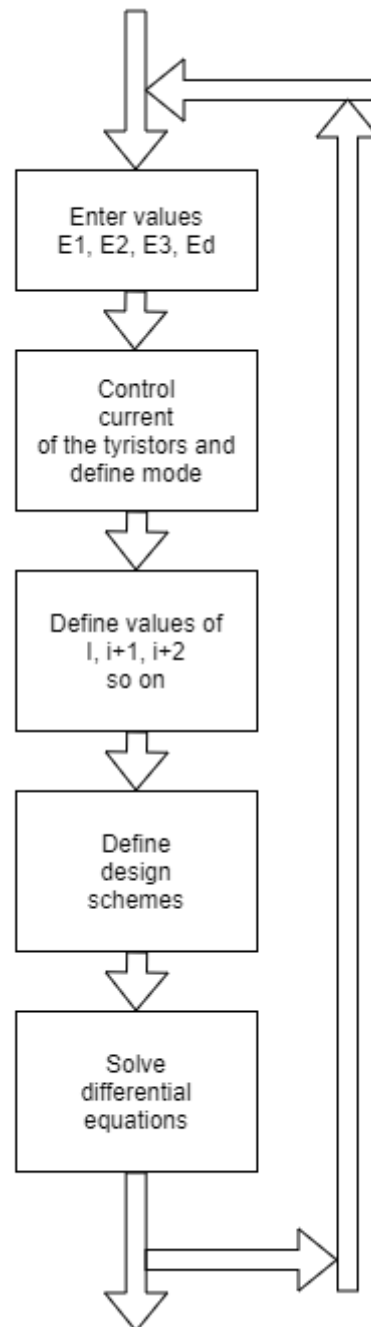 Enter values
E1, E2, E3, Ed
Control
current
of the tyristors and
define mode
Define values of
I, i+1, i+2
so on
Define
design
schemes
Solve
differential
equations